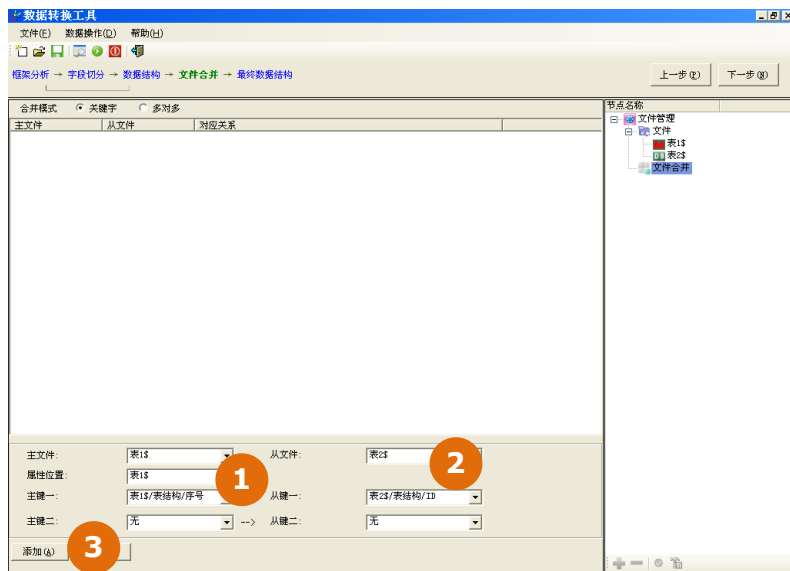 数据转换工具
文件(F) 数据操作(D) 帮助(H)
框架分析 → 字段切分 → 数据结构 → 文件合并 → 最终数据结构
上一步(P) 下一步(N)
合并模式 关键字 多对多
主文件 从文件 对应关系
节点名称
文件管理
文件
表1$
表2$
文件合并
主文件: 表1$ 从文件: 表2$
属性位置: 表1$
主键一: 表1$/表结构/序号 从键一: 表2$/表结构/ID
主键二: 无 --> 从键二: 无
添加(A)
1
2
3